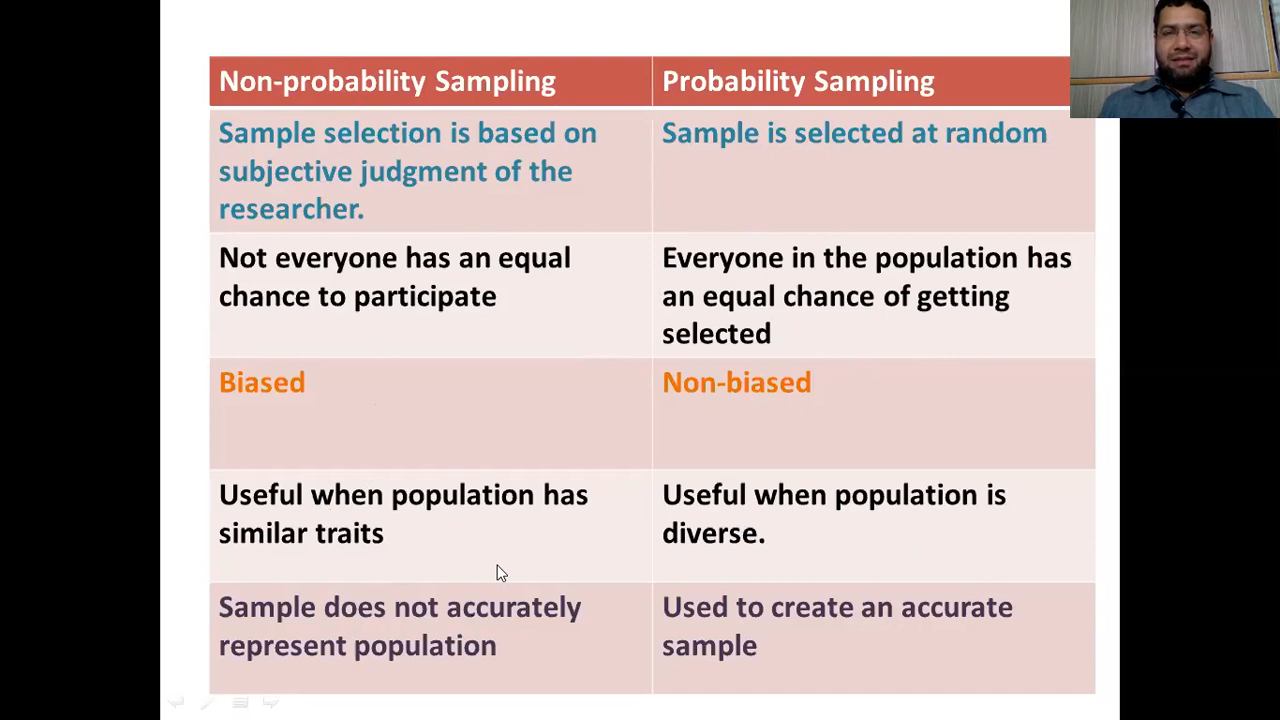 Non-probability Sampling
Probability Sampling
Sample selection is based on
subjective judgment of the
researcher.
Sample is selected at random
Not everyone has an equal
chance to participate
Everyone in the population has
an equal chance of getting
selected
Biased
Non-biased
Useful when population has
similar traits
Useful when population is
diverse.
Sample does not accurately
represent population
Used to create an accurate
sample